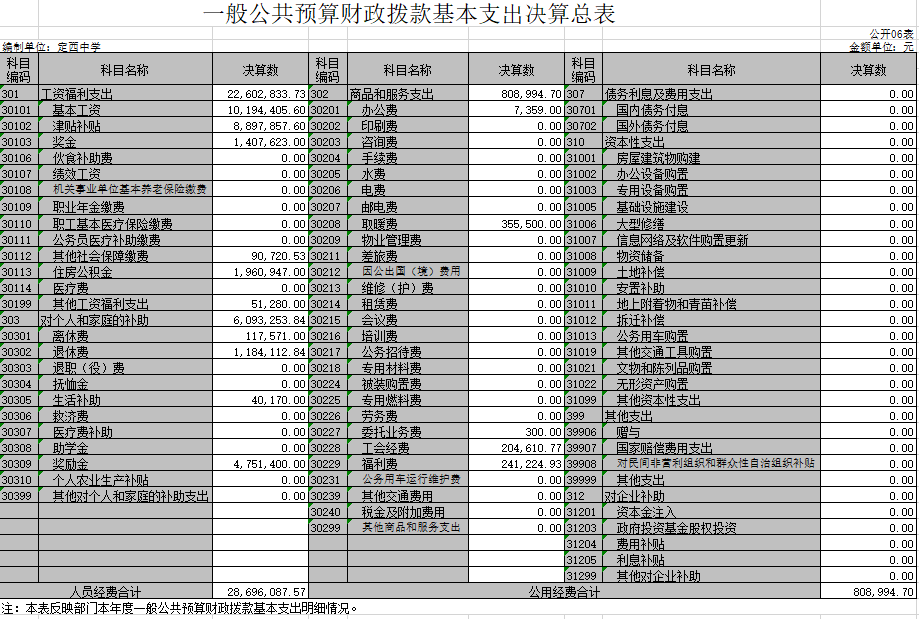 一般公共预算财政拨款基本支出决算总表
公开06表
编制单位：定西中学 金额单位：元
科目编码 科目名称 决算数 科目编码 科目名称 决算数 科目编码 科目名称 决算数
301 工资福利支出 22,602,833.73 302 商品和服务支出 808,994.70 307 债务利息及费用支出 0.00
30101 基本工资 10,194,405.60 30201 办公费 7,359.00 30701 国内债务付息 0.00
30102 津贴补贴 8,897,857.60 30202 印刷费 0.00 30702 国外债务付息 0.00
30103 奖金 1,407,623.00 30203 咨询费 0.00 310 资本性支出 0.00
30106 伙食补助费 0.00 30204 手续费 0.00 31001 房屋建筑物购建 0.00
30107 绩效工资 0.00 30205 水费 0.00 31002 办公设备购置 0.00
30108 机关事业单位基本养老保险缴费 0.00 30206 电费 0.00 31003 专用设备购置 0.00
30109 职业年金缴费 0.00 30207 邮电费 0.00 31005 基础设施建设 0.00
30110 职工基本医疗保险缴费 0.00 30208 取暖费 355,500.00 31006 大型修缮 0.00
30111 公务员医疗补助缴费 0.00 30209 物业管理费 0.00 31007 信息网络及软件购置更新 0.00
30112 其他社会保障缴费 90,720.53 30211 差旅费 0.00 31008 物资储备 0.00
30113 住房公积金 1,960,947.00 30212 因公出国（境）费用 0.00 31009 土地补偿 0.00
30114 医疗费 0.00 30213 维修（护）费 0.00 31010 安置补助 0.00
30199 其他工资福利支出 51,280.00 30214 租赁费 0.00 31011 地上附着物和青苗补偿 0.00
303 对个人和家庭的补助 6,093,253.84 30215 会议费 0.00 31012 拆迁补偿 0.00
30301 离休费 117,571.00 30216 培训费 0.00 31013 公务用车购置 0.00
30302 退休费 1,184,112.84 30217 公务招待费 0.00 31019 其他交通工具购置 0.00
30303 退职（役）费 0.00 30218 专用材料费 0.00 31021 文物和陈列品购置 0.00
30304 抚恤金 0.00 30224 被装购置费 0.00 31022 无形资产购置 0.00
30305 生活补助 40,170.00 30225 专用燃料费 0.00 31099 其他资本性支出 0.00
30306 救济费 0.00 30226 劳务费 0.00 399 其他支出 0.00
30307 医疗费补助 0.00 30227 委托业务费 300.00 39906 赠与 0.00
30308 助学金 0.00 30228 工会经费 204,610.77 39907 国家赔偿费用支出 0.00
30309 奖励金 4,751,400.00 30229 福利费 241,224.93 39908 对民间非营利组织和群众性自治组织补贴 0.00
30310 个人农业生产补贴 0.00 30231 公务用车运行维护费 0.00 39999 其他支出 0.00
30399 其他对个人和家庭的补助支出 0.00 30239 其他交通费用 0.00 312 对企业补助 0.00
30240 税金及附加费用 0.00 31201 资本金注入 0.00
30299 其他商品和服务支出 0.00 31203 政府投资基金股权投资 0.00
31204 费用补贴 0.00
31205 利息补贴 0.00
31299 其他对企业补助 0.00
人员经费合计 28,696,087.57 公用经费合计 808,994.70
注：本表反映部门本年度一般公共预算财政拨款基本支出明细情况。